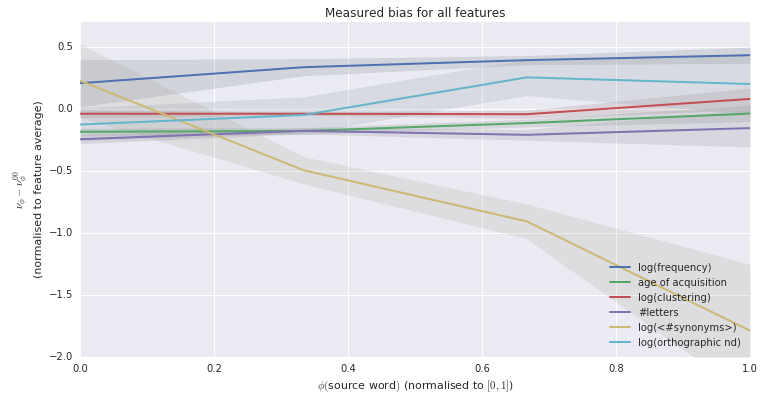 Measured bias for all features
0.5
0.0
−0.5
−1.0
−1.5
−2.0
ν_ϕ − ν_ϕ^{00}
(normalised to feature average)
log(frequency)
age of acquisition
log(clustering)
#letters
log(<#synonyms>)
log(orthographic nd)
0.0 0.2 0.4 0.6 0.8 1.0
ϕ(source word) (normalised to [0, 1])